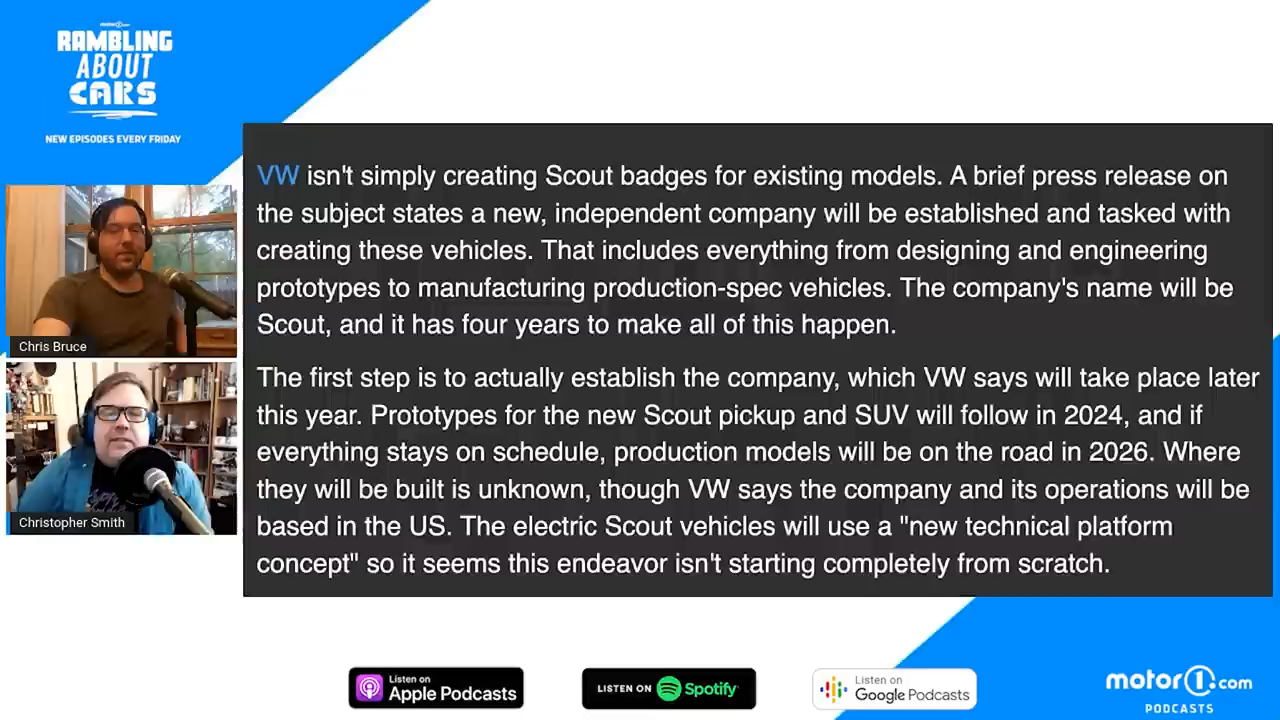 motor1.com
RAMBLING
ABOUT
CARS
NEW EPISODES EVERY FRIDAY
Chris Bruce
Christopher Smith
VW isn't simply creating Scout badges for existing models. A brief press release on
the subject states a new, independent company will be established and tasked with
creating these vehicles. That includes everything from designing and engineering
prototypes to manufacturing production-spec vehicles. The company's name will be
Scout, and it has four years to make all of this happen.
The first step is to actually establish the company, which VW says will take place later
this year. Prototypes for the new Scout pickup and SUV will follow in 2024, and if
everything stays on schedule, production models will be on the road in 2026. Where
they will be built is unknown, though VW says the company and its operations will be
based in the US. The electric Scout vehicles will use a "new technical platform
concept" so it seems this endeavor isn't starting completely from scratch.
Listen on
Apple Podcasts
LISTEN ON Spotify
Listen on
Google Podcasts
motor1.com
PODCASTS